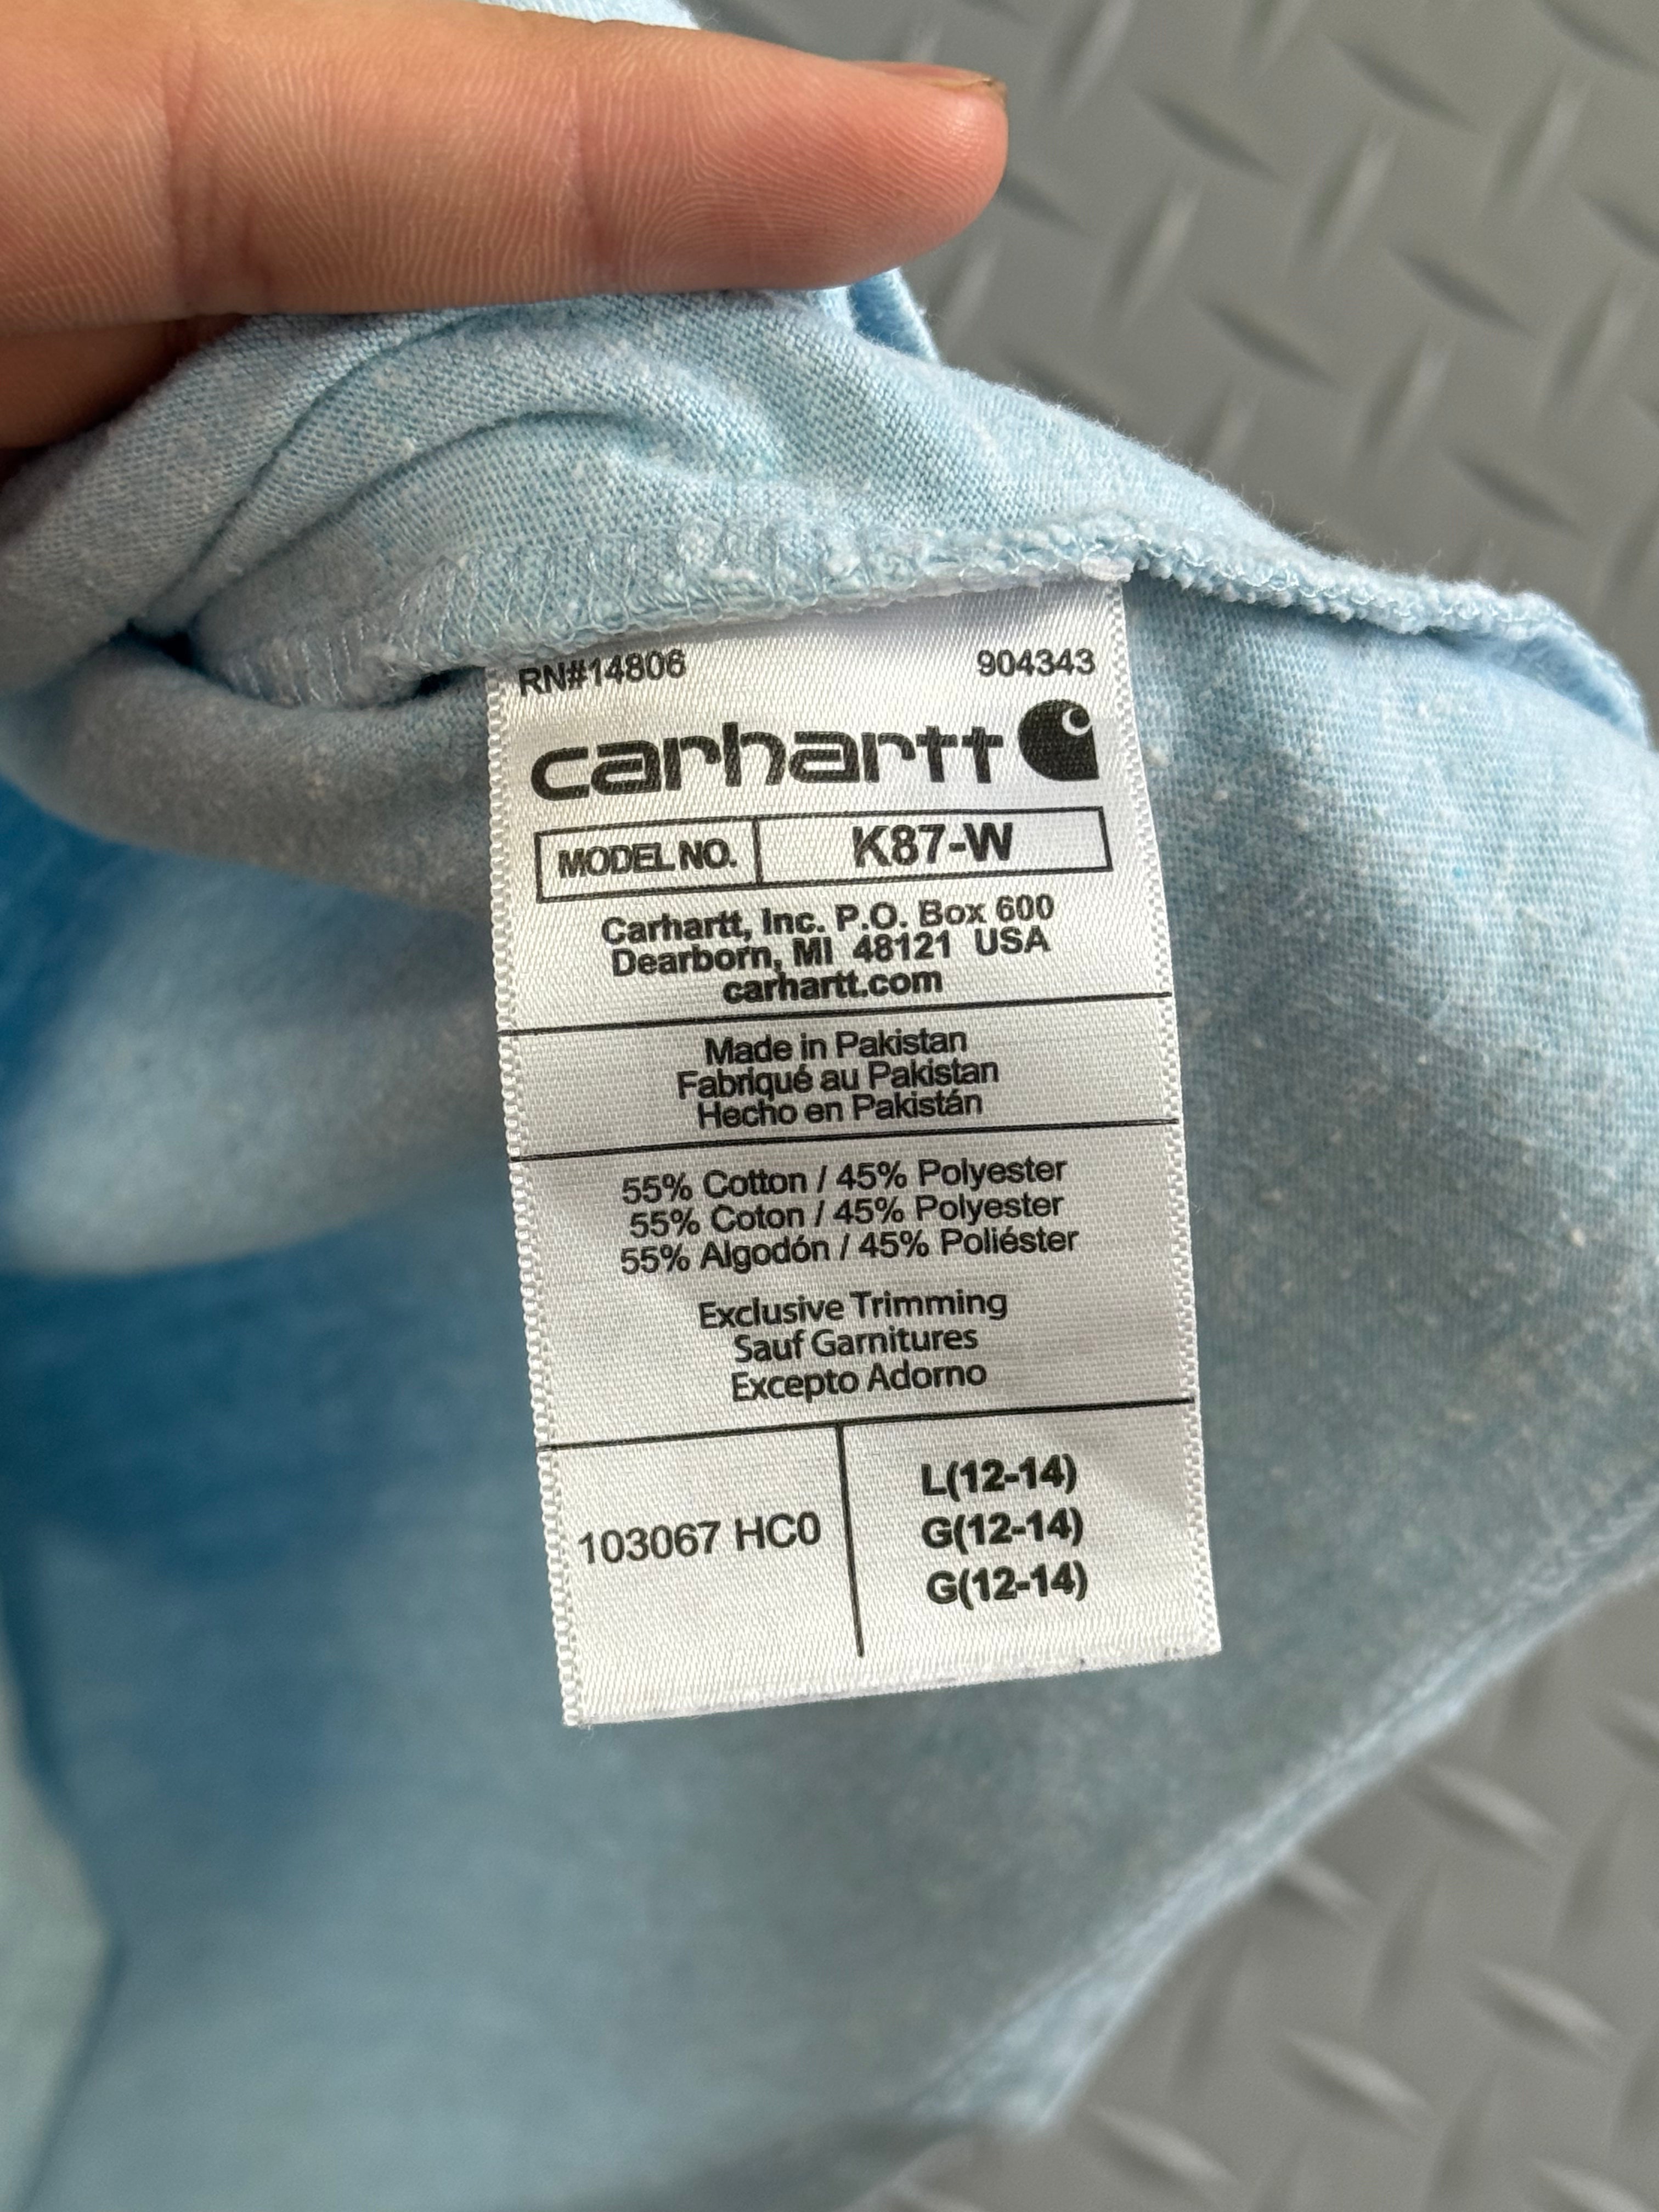 RN#14806 904343
carhartt
MODEL NO. K87-W
Carhartt, Inc. P.O. Box 600
Dearborn, MI 48121 USA
carhartt.com
Made in Pakistan
Fabriqué au Pakistan
Hecho en Pakistán
55% Cotton / 45% Polyester
55% Coton / 45% Polyester
55% Algodón / 45% Poliéster
Exclusive Trimming
Sauf Garnitures
Excepto Adorno
103067 HC0
L(12-14)
G(12-14)
G(12-14)